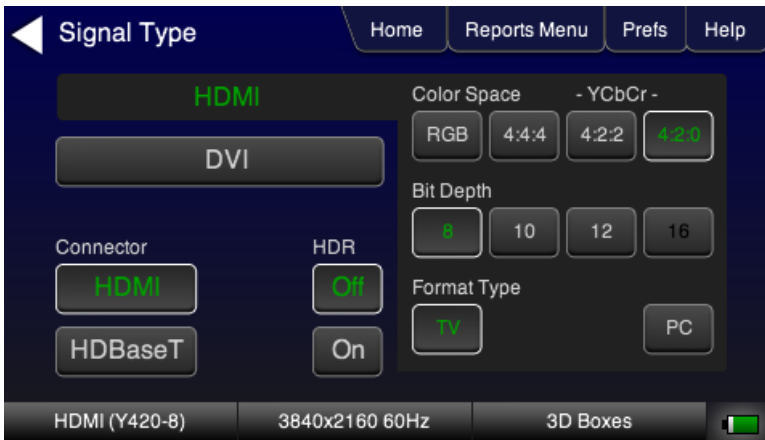 Signal Type
Home
Reports Menu
Prefs
Help
HDMI
DVI
Connector
HDR
HDMI
Off
HDBaseT
On
Color Space
- YCbCr -
RGB
4:4:4
4:2:2
4:2:0
Bit Depth
8
10
12
16
Format Type
TV
PC
HDMI (Y420-8)
3840x2160 60Hz
3D Boxes